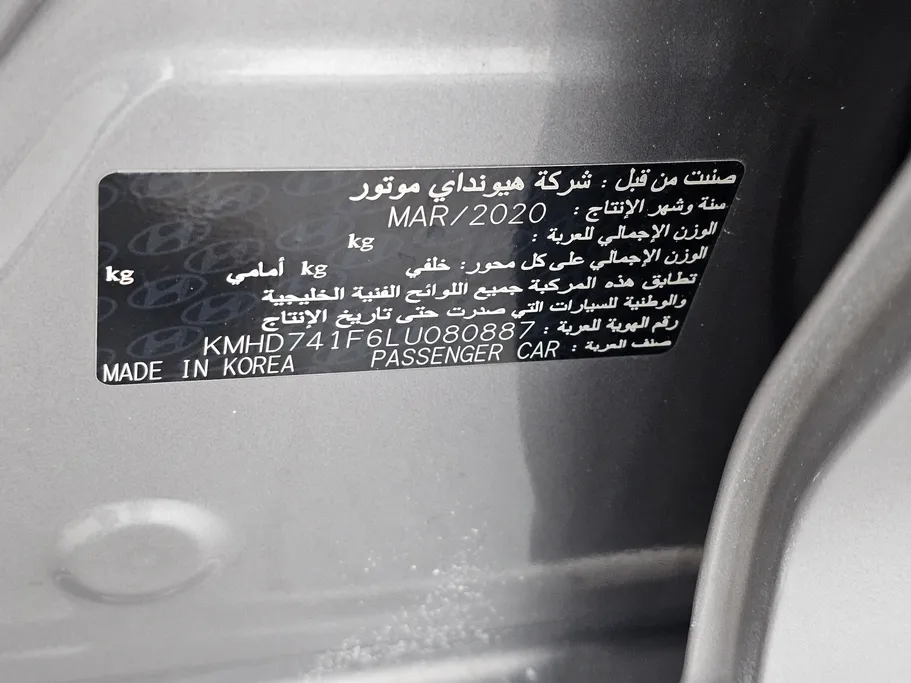 صنعت من قبل : شركة هيونداي موتور
سنة وشهر الإنتاج : MAR/2020
الوزن الإجمالي للعربة : kg
الوزن الإجمالي على كل محور: خلفي kg أمامي kg
تطابق هذه المركبة جميع اللوائح الفنية الخليجية
والوطنية للسيارات التي صدرت حتى تاريخ الإنتاج
رقم الهوية للعربة : KMHD741F6LU080887
صنف العربة : PASSENGER CAR MADE IN KOREA